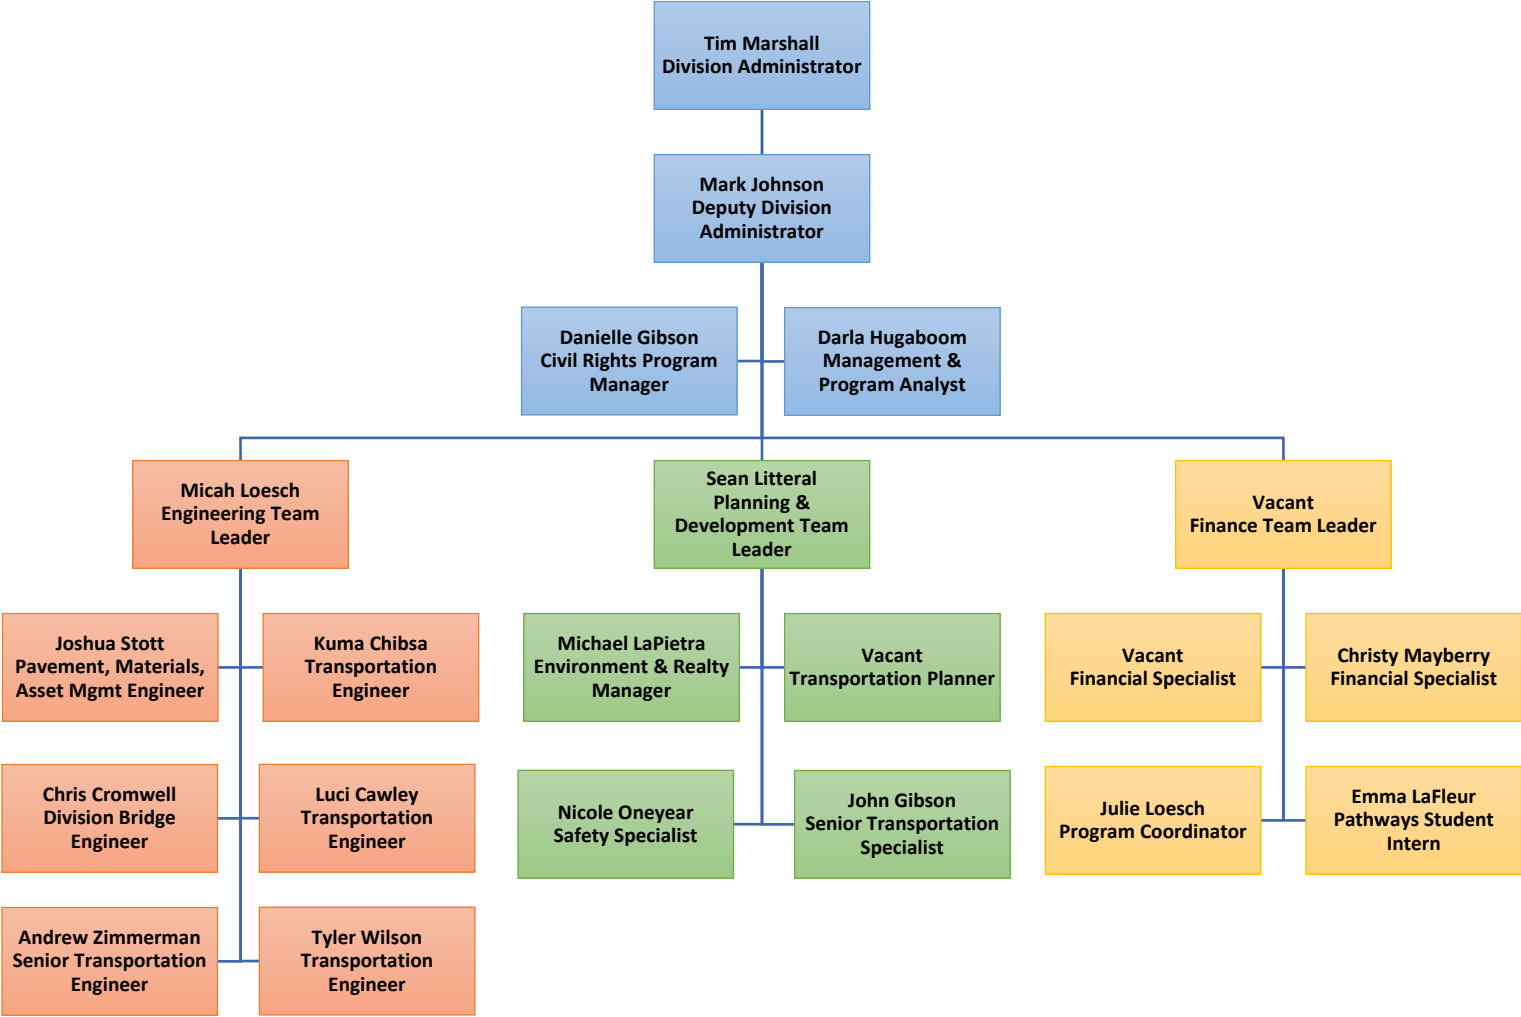 Tim Marshall
Division Administrator
Mark Johnson
Deputy Division
Administrator
Danielle Gibson
Civil Rights Program
Manager
Darla Hugaboom
Management &
Program Analyst
Micah Loesch
Engineering Team
Leader
Sean Litteral
Planning &
Development Team
Leader
Vacant
Finance Team Leader
Joshua Stott
Pavement, Materials,
Asset Mgmt Engineer
Kuma Chibsa
Transportation
Engineer
Michael LaPietra
Environment & Realty
Manager
Vacant
Transportation Planner
Vacant
Financial Specialist
Christy Mayberry
Financial Specialist
Chris Cromwell
Division Bridge
Engineer
Luci Cawley
Transportation
Engineer
Nicole Oneyear
Safety Specialist
John Gibson
Senior Transportation
Specialist
Julie Loesch
Program Coordinator
Emma LaFleur
Pathways Student
Intern
Andrew Zimmerman
Senior Transportation
Engineer
Tyler Wilson
Transportation
Engineer